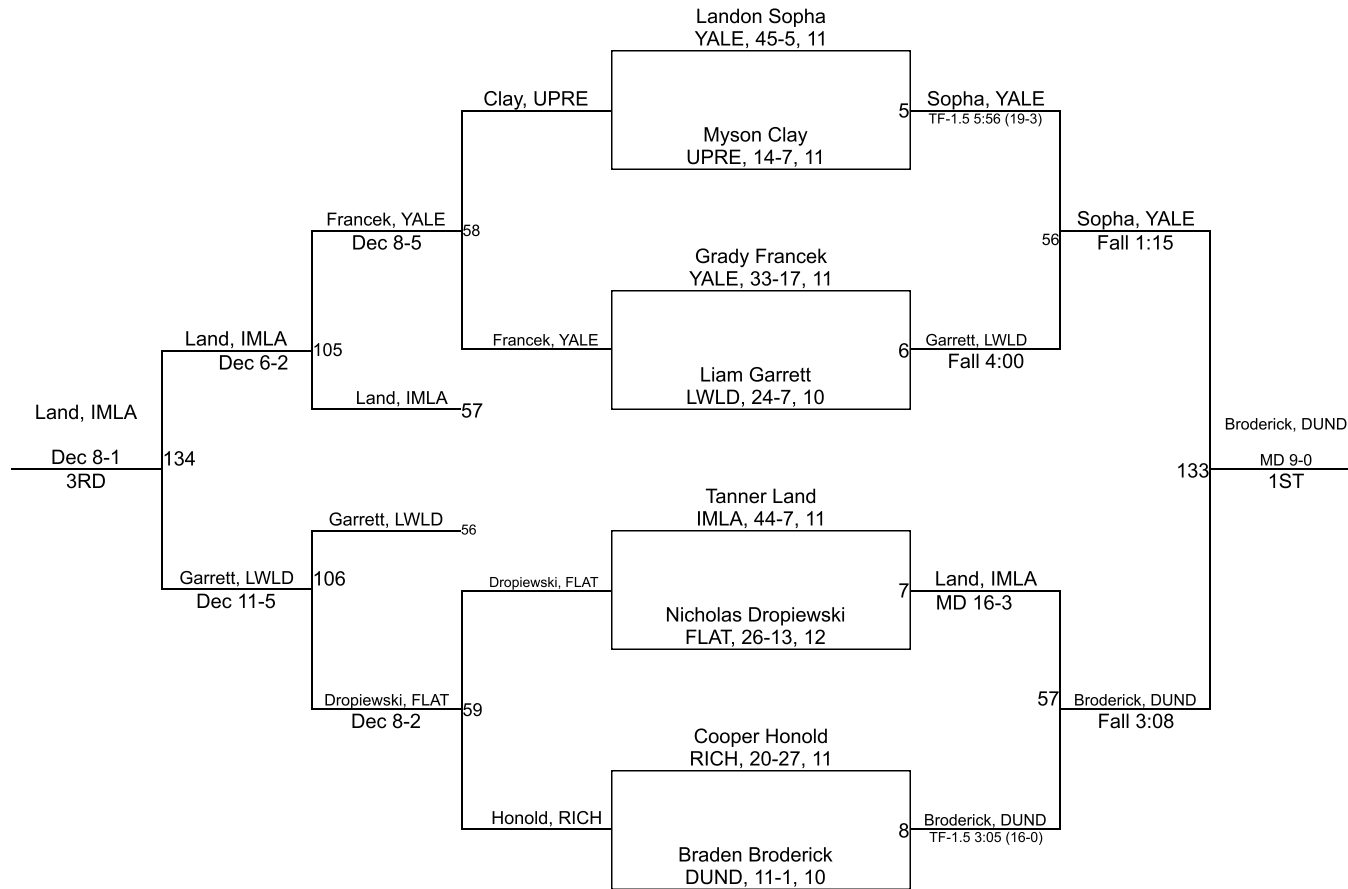 Landon Sopha
YALE, 45-5, 11
Clay, UPRE
5
Sopha, YALE
TF-1.5 5:56 (19-3)
Myson Clay
UPRE, 14-7, 11
Francek, YALE
Dec 8-5
58
56
Sopha, YALE
Fall 1:15
Grady Francek
YALE, 33-17, 11
Land, IMLA
Dec 6-2
105
Francek, YALE
6
Garrett, LWLD
Fall 4:00
Liam Garrett
LWLD, 24-7, 10
Land, IMLA
57
Land, IMLA
Dec 8-1
3RD
134
133
Broderick, DUND
MD 9-0
1ST
Tanner Land
IMLA, 44-7, 11
Garrett, LWLD
56
Garrett, LWLD
Dec 11-5
106
Dropiewski, FLAT
7
Land, IMLA
MD 16-3
Nicholas Dropiewski
FLAT, 26-13, 12
Dropiewski, FLAT
Dec 8-2
59
57
Broderick, DUND
Fall 3:08
Cooper Honold
RICH, 20-27, 11
Honold, RICH
8
Broderick, DUND
TF-1.5 3:05 (16-0)
Braden Broderick
DUND, 11-1, 10